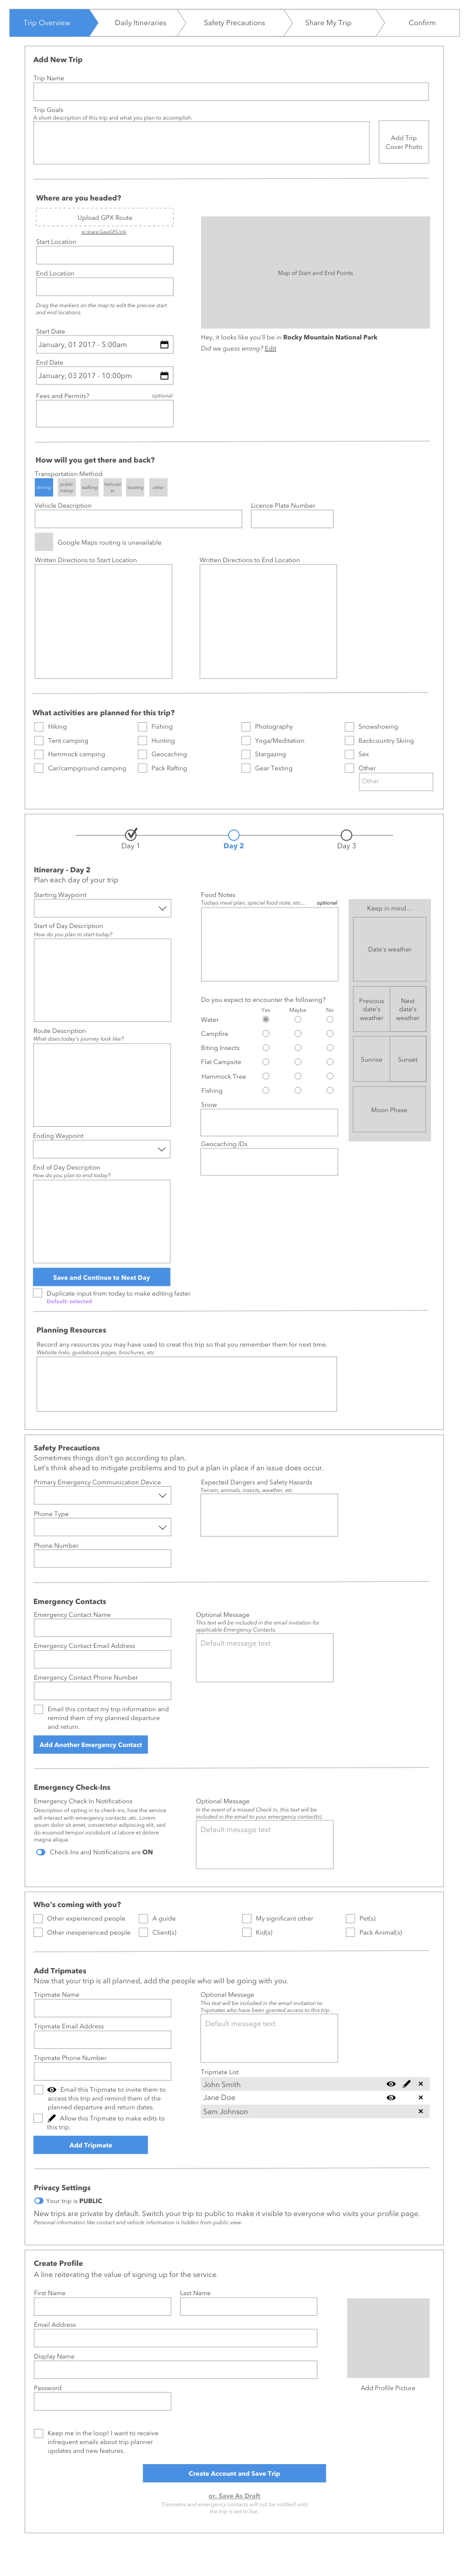 Trip Overview
Daily Itineraries
Safety Precautions
Share My Trip
Confirm
Add New Trip
Trip Name
Trip Goals
A short description of this trip and what you plan to accomplish.
Add Trip
Cover Photo
Where are you headed?
Upload GPX Route
or share GaiaGPS link
Start Location
End Location
Drag the markers on the map to edit the precise start
and end locations.
Map of Start and End Points
Hey, it looks like you'll be in Rocky Mountain National Park
Did we guess wrong? Edit
Start Date
January, 01 2017 - 5:00am
End Date
January, 03 2017 - 10:00pm
Fees and Permits? optional
How will you get there and back?
Transportation Method
driving
public
transp
walking
helicopt
er
boating
other
Vehicle Description
Licence Plate Number
Google Maps routing is unavailable
Written Directions to Start Location
Written Directions to End Location
What activities are planned for this trip?
Hiking
Fishing
Photography
Snowshoeing
Tent camping
Hunting
Yoga/Meditation
Backcountry Skiing
Hammock camping
Geocaching
Stargazing
Sex
Car/campground camping
Pack Rafting
Gear Testing
Other
Other
Day 1
Day 2
Day 3
Itinerary - Day 2
Plan each day of your trip
Starting Waypoint
Start of Day Description
How do you plan to start today?
Route Description
What does today's journey look like?
Ending Waypoint
End of Day Description
How do you plan to end today?
Save and Continue to Next Day
Duplicate input from today to make editing faster
Default: selected
Food Notes
Todays meal plan, special food note, etc... optional
Do you expect to encounter the following?
Yes Maybe No
Water
Campfire
Biting Insects
Flat Campsite
Hammock Tree
Fishing
Snow
Geocaching IDs
Keep in mind...
Date's weather
Previous
date's
weather
Next
date's
weather
Sunrise
Sunset
Moon Phase
Planning Resources
Record any resources you may have used to creat this trip so that you remember them for next time.
Website links, guidebook pages, brochures, etc
Safety Precautions
Sometimes things don't go according to plan.
Let's think ahead to mitigate problems and to put a plan in place if an issue does occur.
Primary Emergency Communication Device
Phone Type
Phone Number
Expected Dangers and Safety Hazards
Terrain, animals, insects, weather, etc.
Emergency Contacts
Emergency Contact Name
Emergency Contact Email Address
Emergency Contact Phone Number
Email this contact my trip information and
remind them of my planned departure
and return.
Add Another Emergency Contact
Optional Message
This text will be included in the email invitation for
applicable Emergency Contacts.
Default message text
Emergency Check-Ins
Emergency Check In Notifications
Description of opting in to check-ins, how the service
will interact with emergency contacts ,etc. Lorem
ipsum dolor sit amet, consectetur adipiscing elit, sed
do eiusmod tempor incididunt ut labore et dolore
magna aliqua.
Check-Ins and Notifications are ON
Optional Message
In the event of a missed Check In, this text will be
included in the email to your emergency contact(s).
Default message text
Who's coming with you?
Other experienced people
A guide
My significant other
Pet(s)
Other inexperienced people
Client(s)
Kid(s)
Pack Animal(s)
Add Tripmates
Now that your trip is all planned, add the people who will be going with you.
Tripmate Name
Tripmate Email Address
Tripmate Phone Number
Email this Tripmate to invite them to
access this trip and remind them of the
planned departure and return dates.
Allow this Tripmate to make edits to
this trip.
Add Tripmate
Optional Message
This text will be included in the email invitation to
Tripmates who have been granted access to this trip.
Default message text
Tripmate List
John Smith
Jane Doe
Sam Johnson
Privacy Settings
Your trip is PUBLIC
New trips are private by default. Switch your trip to public to make it visible to everyone who visits your profile page.
Personal information like contact and vehicle information is hidden from public view.
Create Profile
A line reiterating the value of signing up for the service.
First Name
Last Name
Email Address
Display Name
Password
Add Profile Picture
Keep me in the loop! I want to receive
infrequent emails about trip planner
updates and new features.
Create Account and Save Trip
or, Save As Draft
Tripmates and emergency contacts will not be notified until
the trip is set to live.